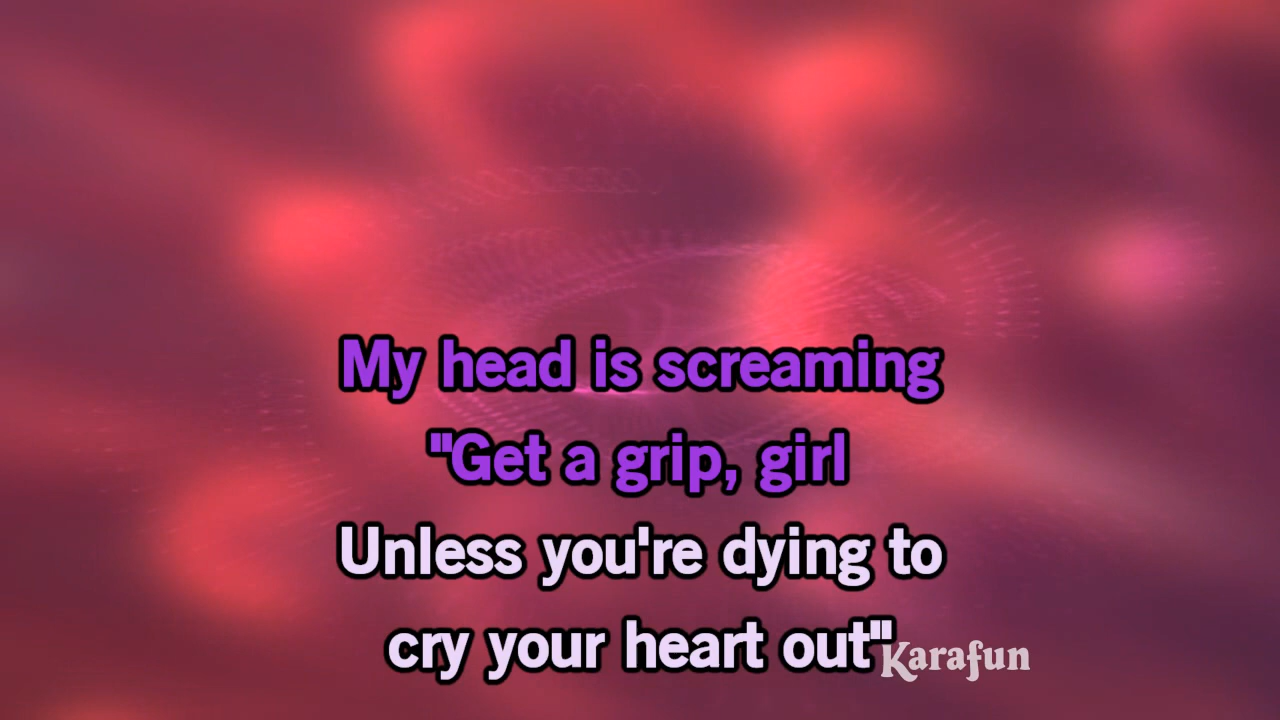 My head is screaming
"Get a grip, girl
Unless you're dying to
cry your heart out"
Karafun